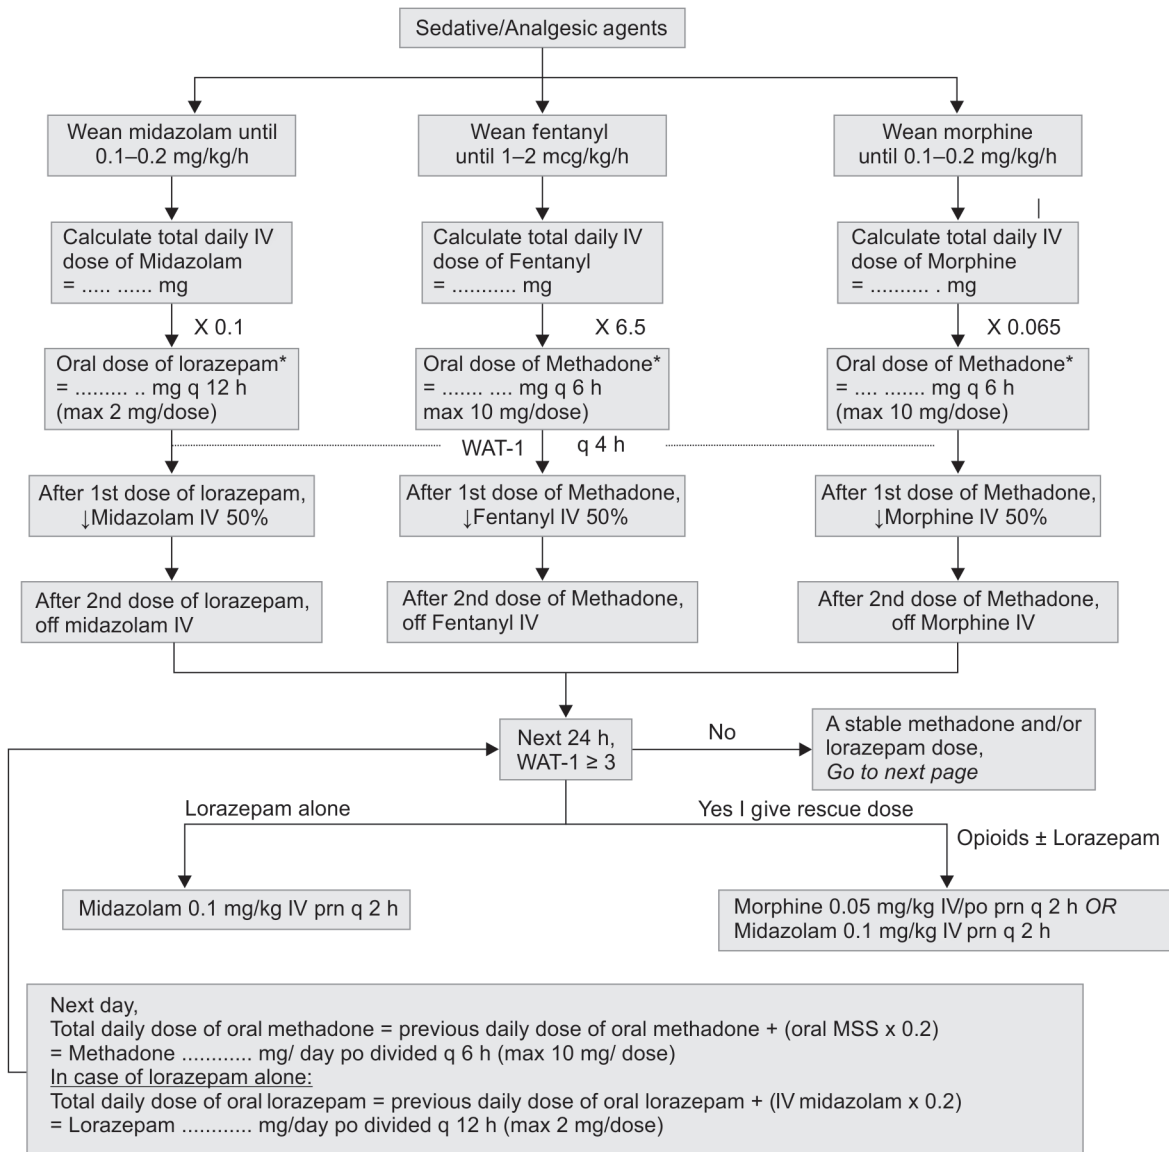 Sedative/Analgesic agents
Wean midazolam until
0.1–0.2 mg/kg/h
Wean fentanyl
until 1–2 mcg/kg/h
Wean morphine
until 0.1–0.2 mg/kg/h
Calculate total daily IV
dose of Midazolam
= ..... ...... mg
Calculate total daily IV
dose of Fentanyl
= ........... mg
Calculate total daily IV
dose of Morphine
= .......... . mg
X 0.1
X 6.5
X 0.065
Oral dose of lorazepam*
= ......... .. mg q 12 h
(max 2 mg/dose)
Oral dose of Methadone*
= ....... .... mg q 6 h
max 10 mg/dose)
Oral dose of Methadone*
= .... ....... mg q 6 h
(max 10 mg/dose)
WAT-1 q 4 h
After 1st dose of lorazepam,
↓Midazolam IV 50%
After 1st dose of Methadone,
↓Fentanyl IV 50%
After 1st dose of Methadone,
↓Morphine IV 50%
After 2nd dose of lorazepam,
off midazolam IV
After 2nd dose of Methadone,
off Fentanyl IV
After 2nd dose of Methadone,
off Morphine IV
Next 24 h,
WAT-1 ≥ 3
No
A stable methadone and/or
lorazepam dose,
Go to next page
Lorazepam alone
Yes I give rescue dose
Opioids ± Lorazepam
Midazolam 0.1 mg/kg IV prn q 2 h
Morphine 0.05 mg/kg IV/po prn q 2 h OR
Midazolam 0.1 mg/kg IV prn q 2 h
Next day,
Total daily dose of oral methadone = previous daily dose of oral methadone + (oral MSS x 0.2)
= Methadone ............ mg/ day po divided q 6 h (max 10 mg/ dose)
In case of lorazepam alone:
Total daily dose of oral lorazepam = previous daily dose of oral lorazepam + (IV midazolam x 0.2)
= Lorazepam ............ mg/day po divided q 12 h (max 2 mg/dose)